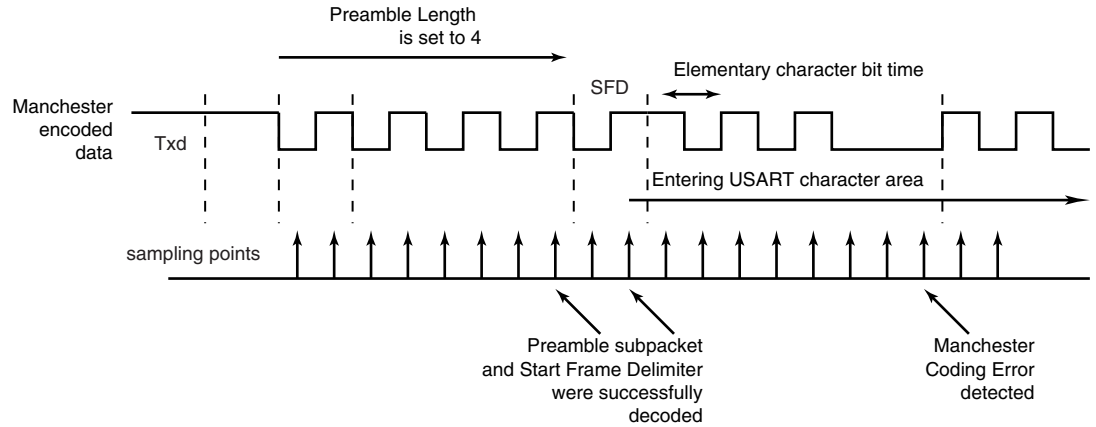 Preamble Length
is set to 4
SFD
Elementary character bit time
Manchester
encoded
data
Txd
Entering USART character area
sampling points
Preamble subpacket
and Start Frame Delimiter
were successfully
decoded
Manchester
Coding Error
detected